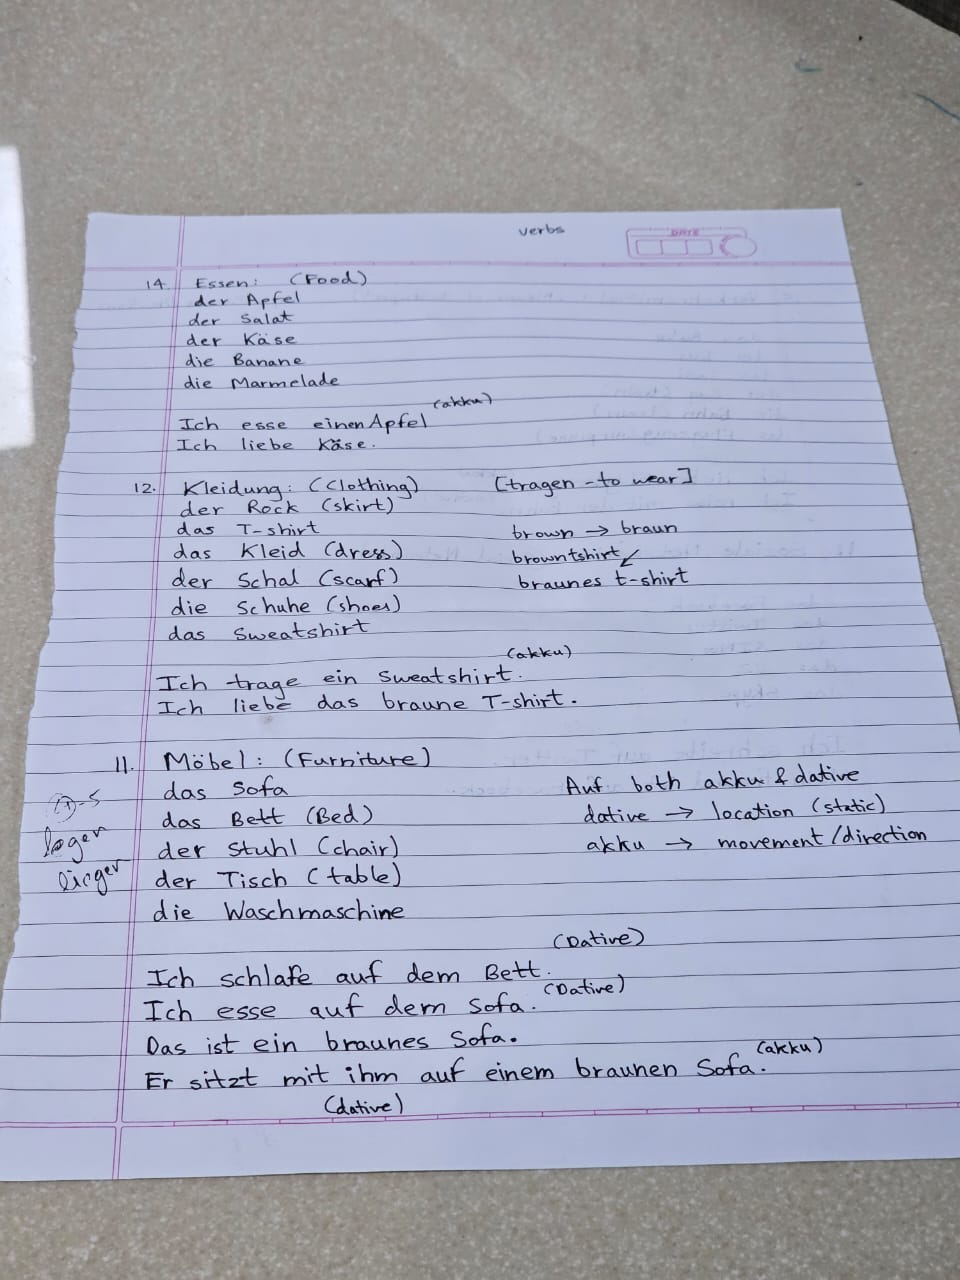 verbs
DATE
14. Essen: (Food)
der Apfel
der Salat
der Käse
die Banane
die Marmelade
(akku)
Ich esse einen Apfel
Ich liebe Käse.
12. Kleidung: (Clothing) [tragen - to wear]
der Rock (skirt)
das T-shirt brown → braun
das Kleid (dress) browntshirt
der Schal (scarf) braunes t-shirt
die Schuhe (shoes)
das Sweatshirt
(akku)
Ich trage ein Sweatshirt.
Ich liebe das braune T-shirt.
11. Möbel: (Furniture)
das Sofa Auf both akku & dative
das Bett (Bed) dative → location (static)
der Stuhl (chair) akku → movement/direction
der Tisch (table)
die Waschmaschine
(Dative)
Ich schlafe auf dem Bett.
(Dative)
Ich esse auf dem Sofa.
Das ist ein braunes Sofa.
(akku)
Er sitzt mit ihm auf einem braunen Sofa.
(dative)